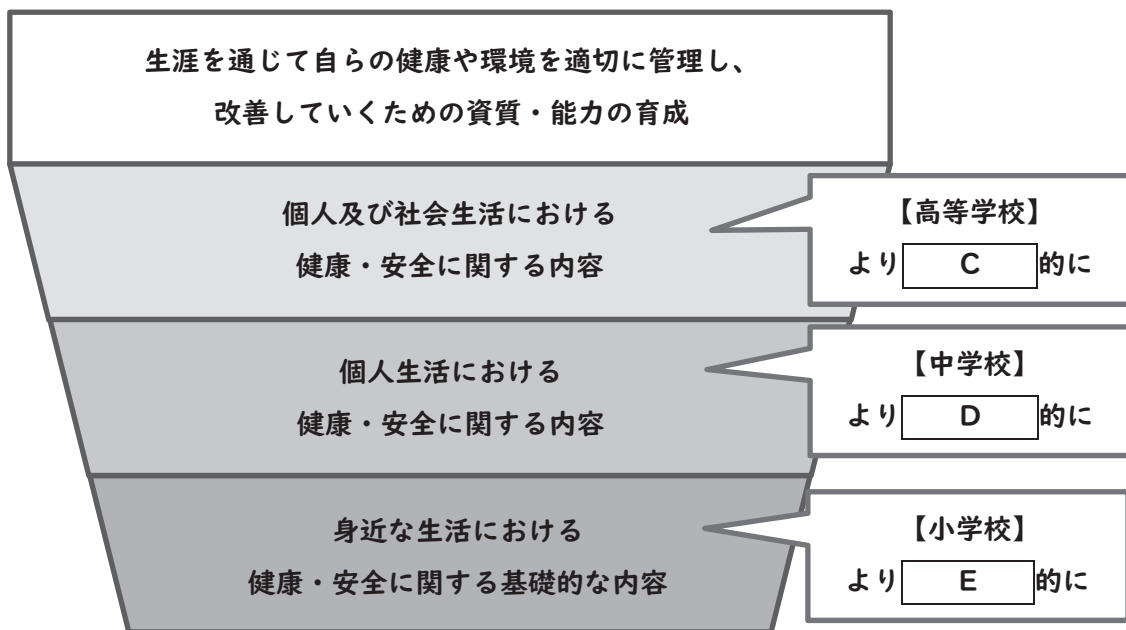 生涯を通じて自らの健康や環境を適切に管理し、
改善していくための資質・能力の育成
個人及び社会生活における
健康・安全に関する内容
【高等学校】
より C 的に
個人生活における
健康・安全に関する内容
【中学校】
より D 的に
身近な生活における
健康・安全に関する基礎的な内容
【小学校】
より E 的に